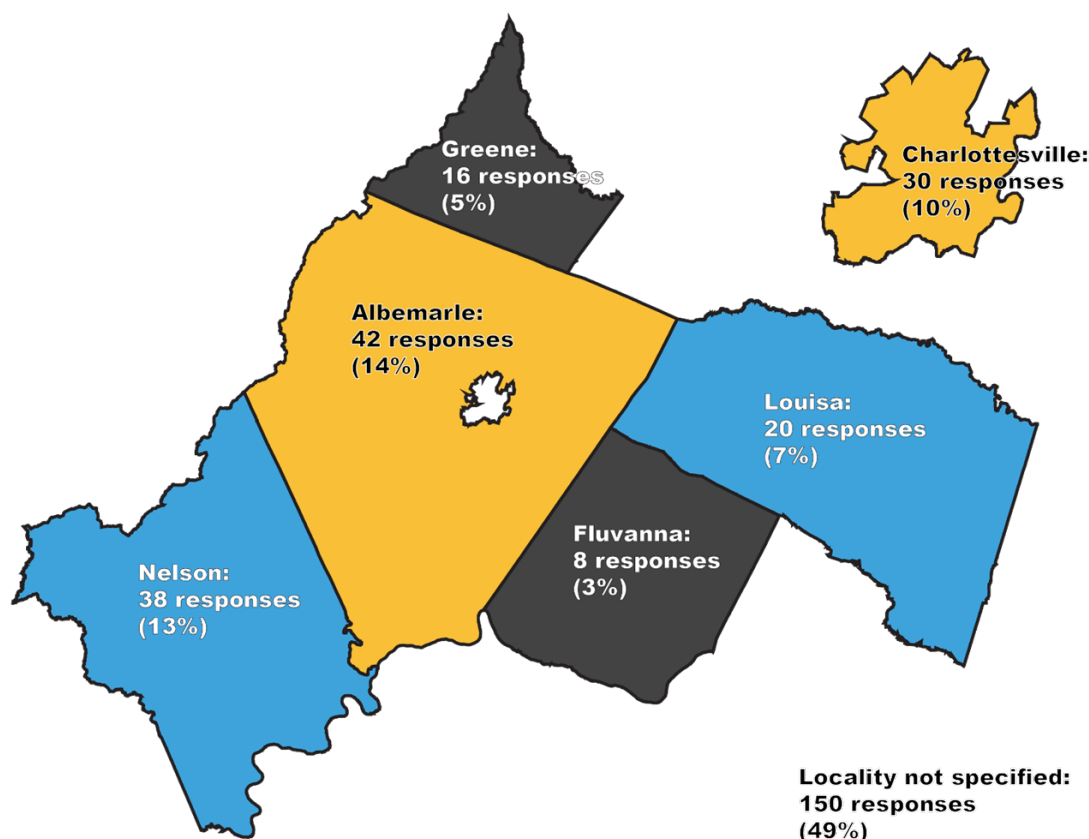 Greene:
16 responses
(5%)
Charlottesville:
30 responses
(10%)
Albemarle:
42 responses
(14%)
Louisa:
20 responses
(7%)
Fluvanna:
8 responses
(3%)
Nelson:
38 responses
(13%)
Locality not specified:
150 responses
(49%)